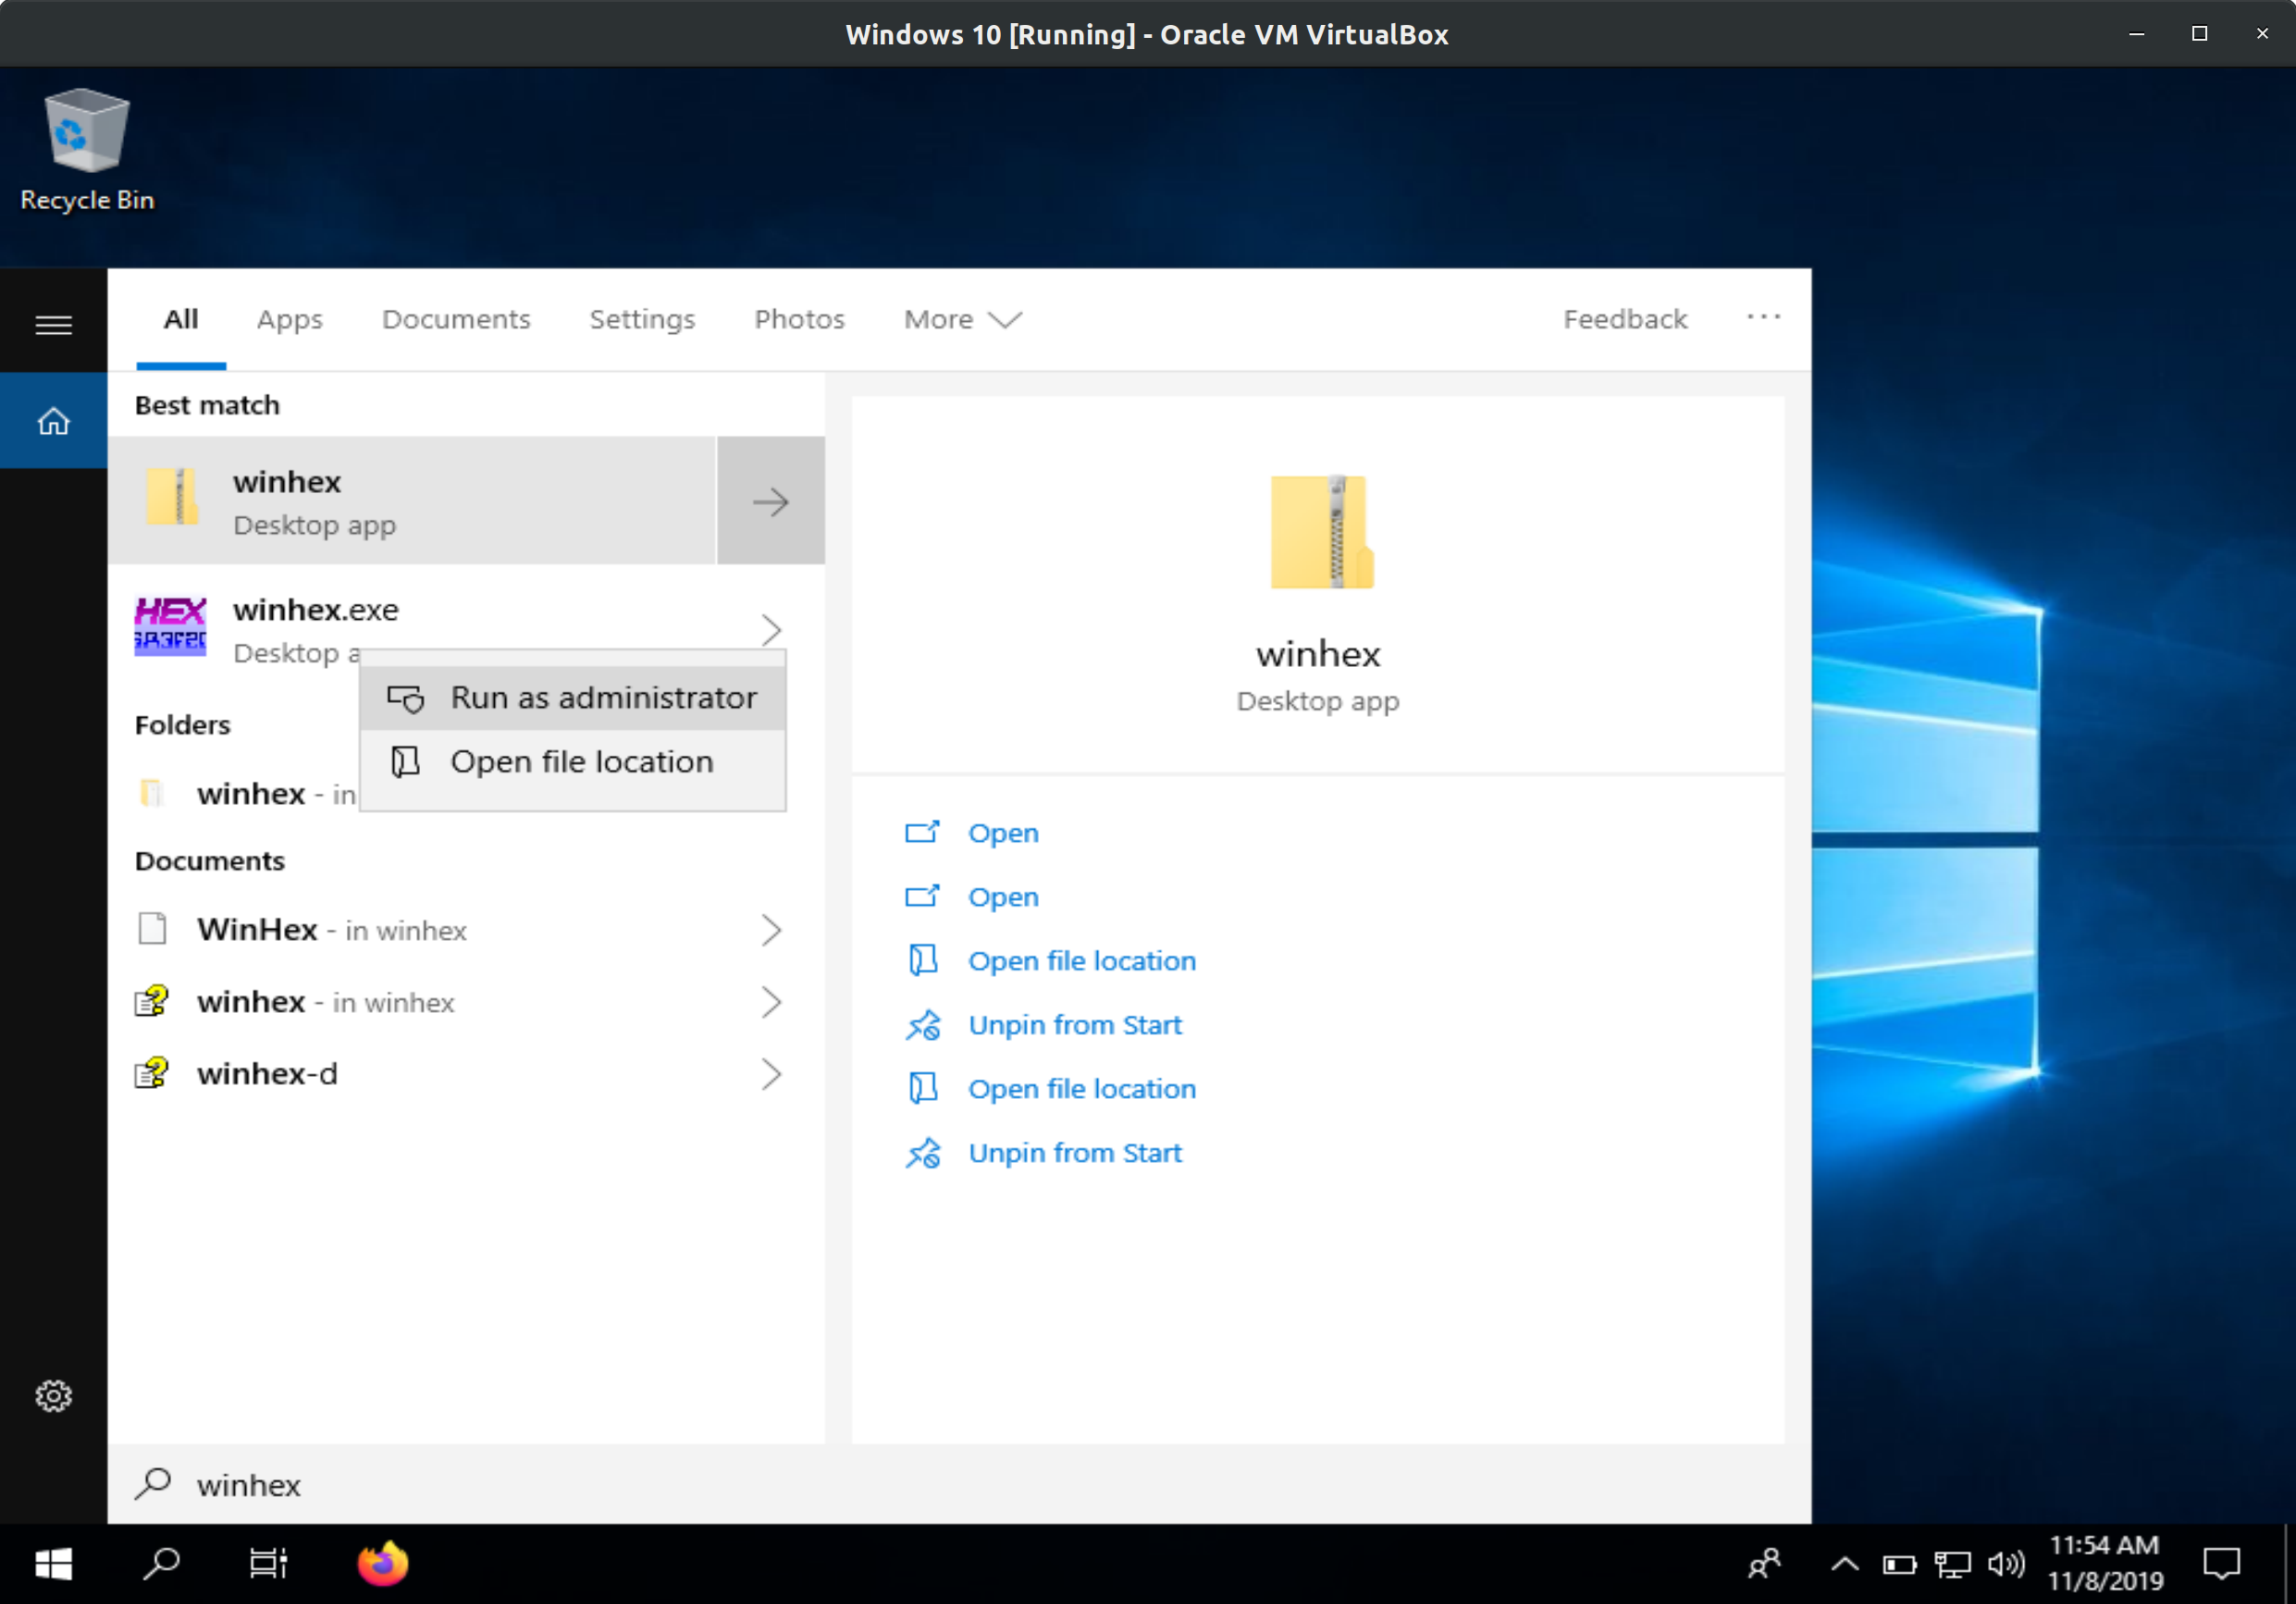 Windows 10 [Running] - Oracle VM VirtualBox
Recycle Bin
All Apps Documents Settings Photos More Feedback
Best match
winhex
Desktop app
winhex.exe
Desktop a
Run as administrator
Open file location
Folders
winhex - in
Documents
WinHex - in winhex
winhex - in winhex
winhex-d
winhex
Desktop app
Open
Open
Open file location
Unpin from Start
Open file location
Unpin from Start
winhex
11:54 AM
11/8/2019